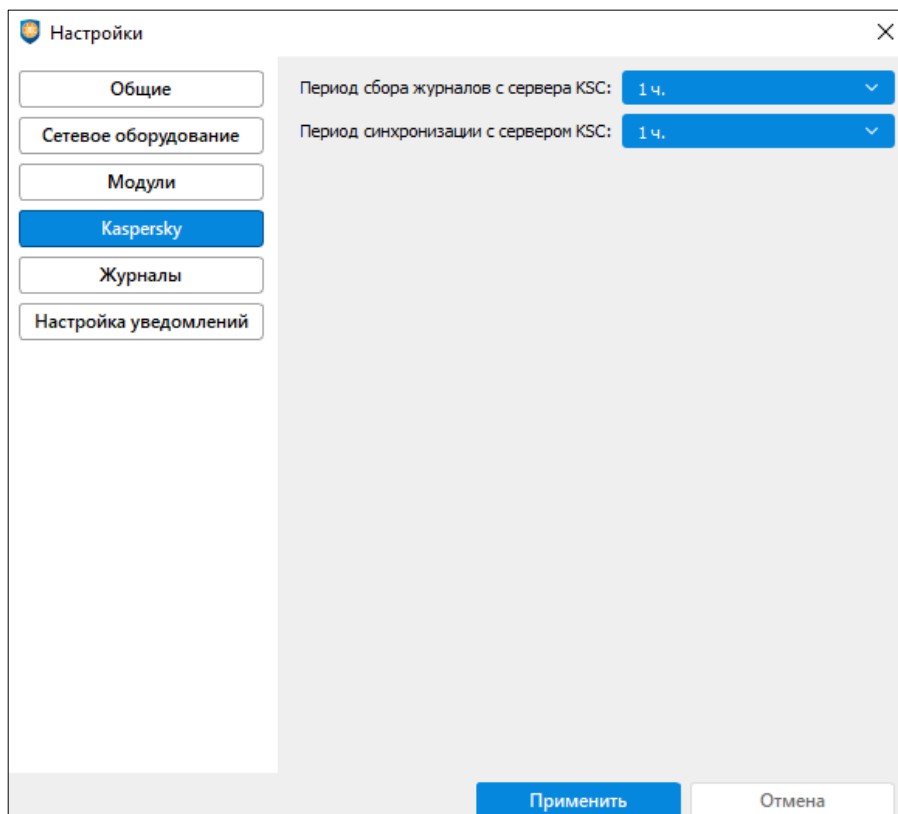 Настройки
Общие
Сетевое оборудование
Модули
Kaspersky
Журналы
Настройка уведомлений
Период сбора журналов с сервера KSC: 1 ч.
Период синхронизации с сервером KSC: 1 ч.
Применить
Отмена